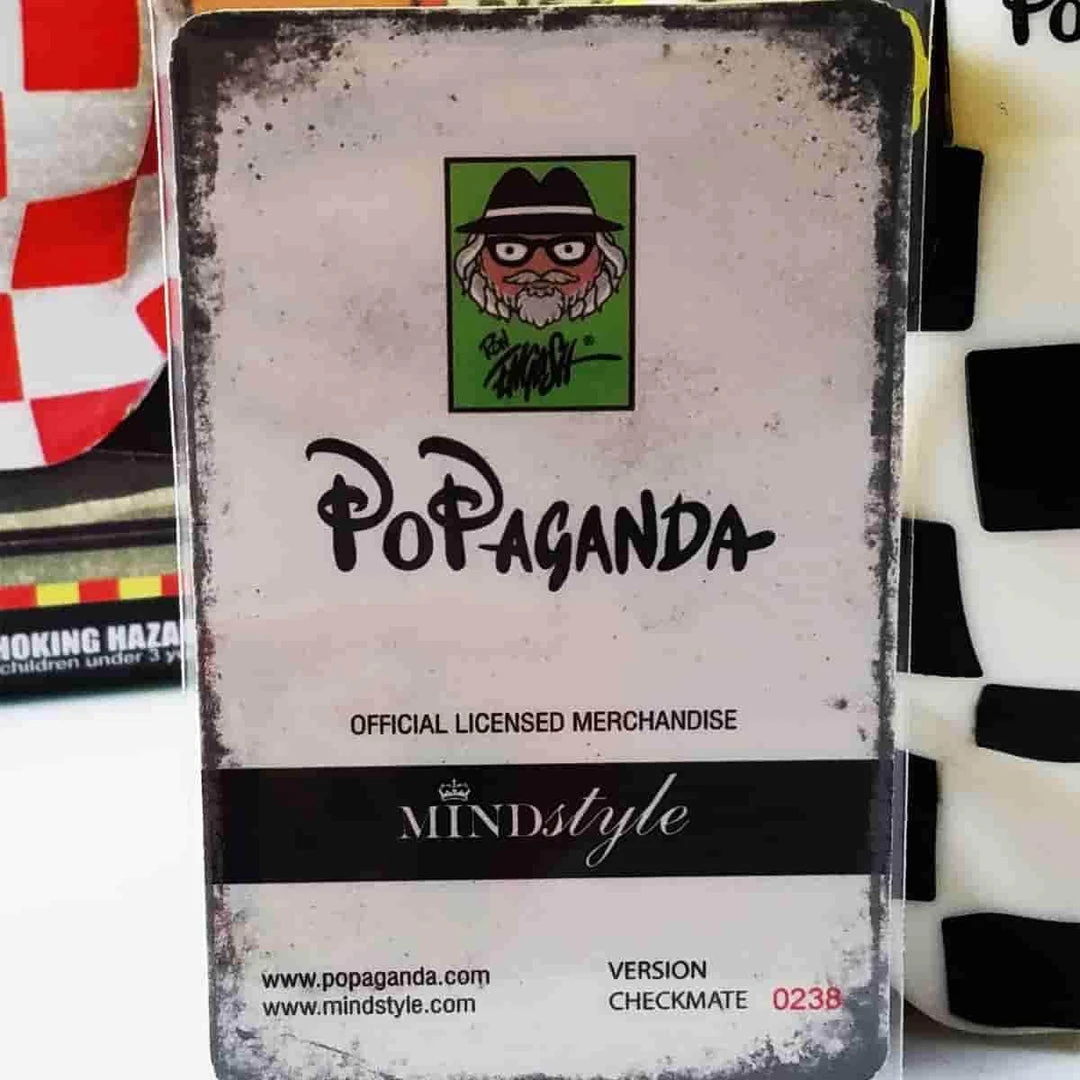 Po
RON
ENGLISH®
POPAGANDA
OFFICIAL LICENSED MERCHANDISE
MINDstyle
www.popaganda.com
www.mindstyle.com
VERSION
CHECKMATE 0238
HOKING HAZA
children under 3 y